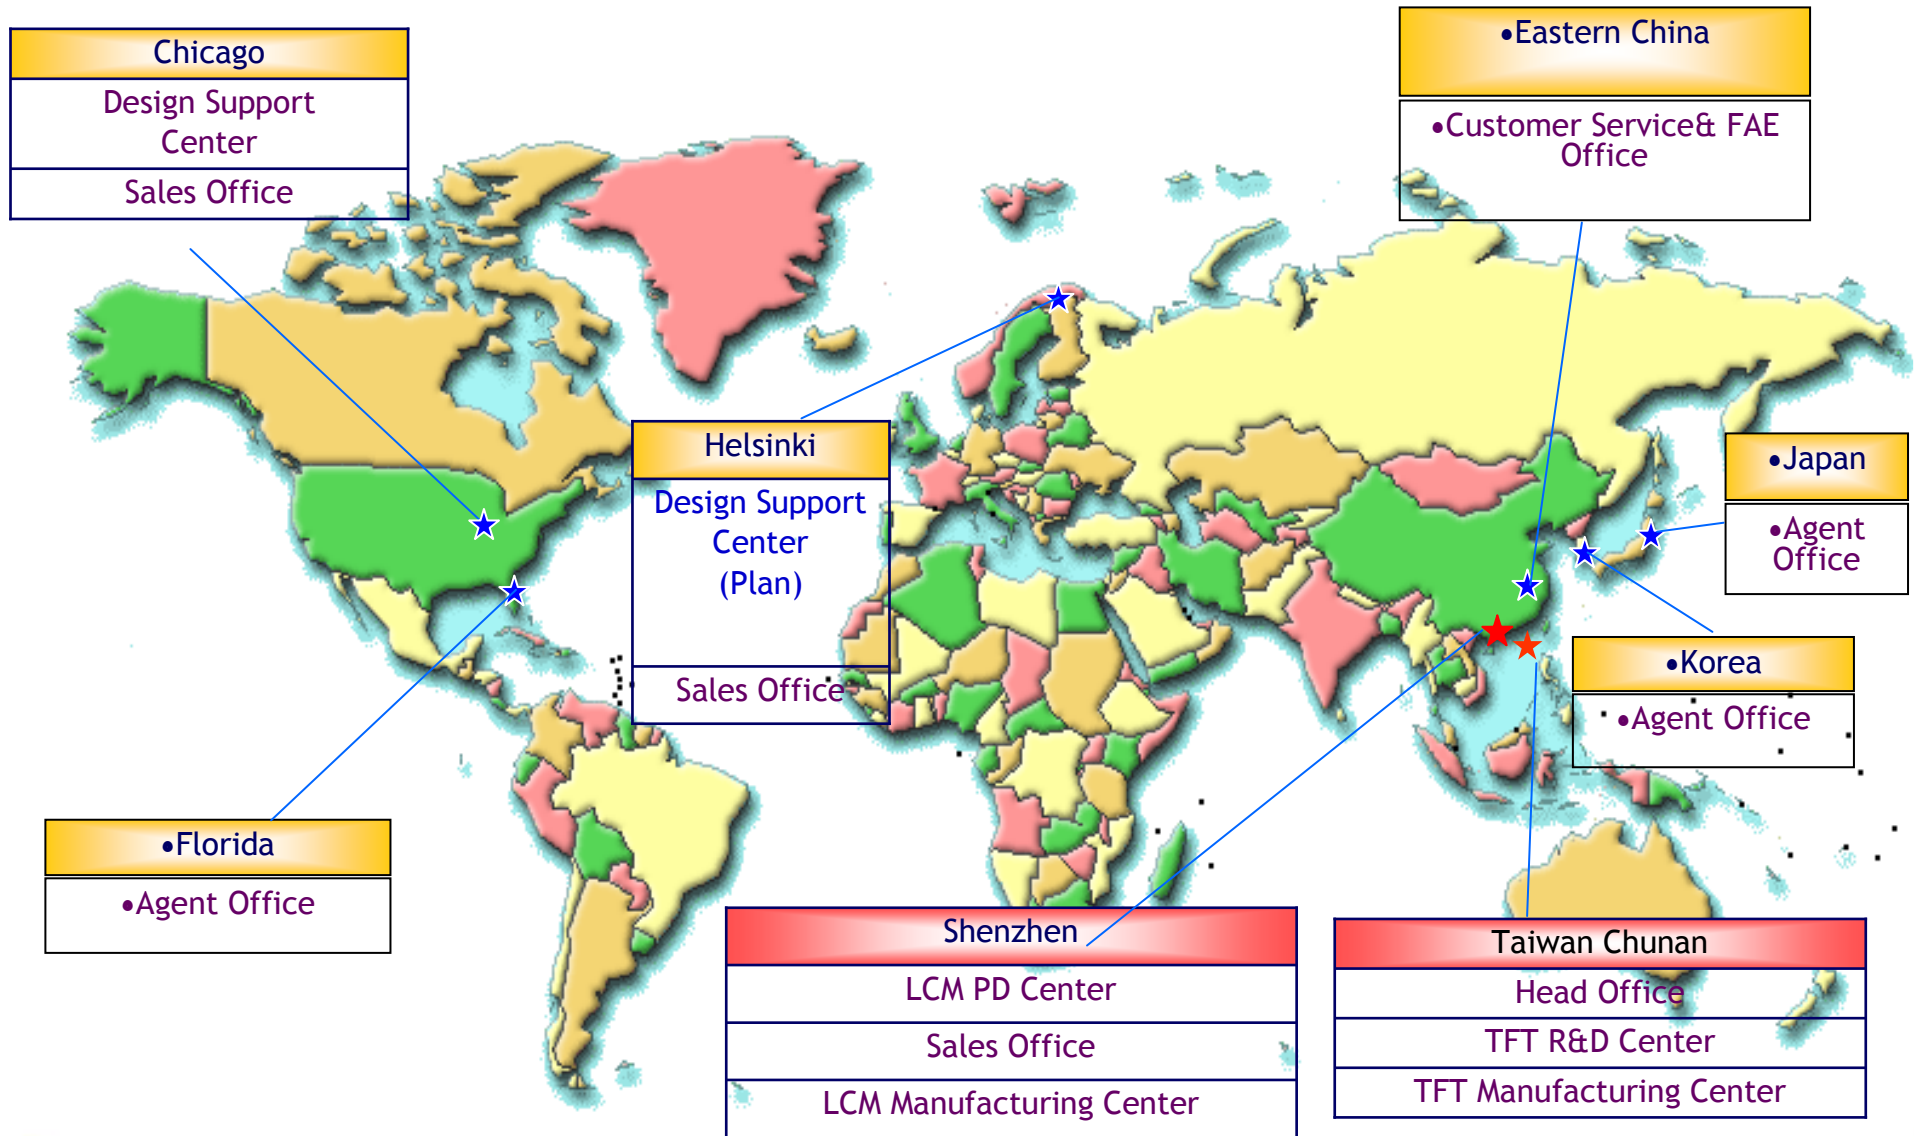 Chicago
Design Support
Center
Sales Office
•Eastern China
•Customer Service& FAE
Office
Helsinki
Design Support
Center
(Plan)
Sales Office
•Japan
•Agent
Office
•Korea
•Agent Office
•Florida
•Agent Office
Shenzhen
LCM PD Center
Sales Office
LCM Manufacturing Center
Taiwan Chunan
Head Office
TFT R&D Center
TFT Manufacturing Center